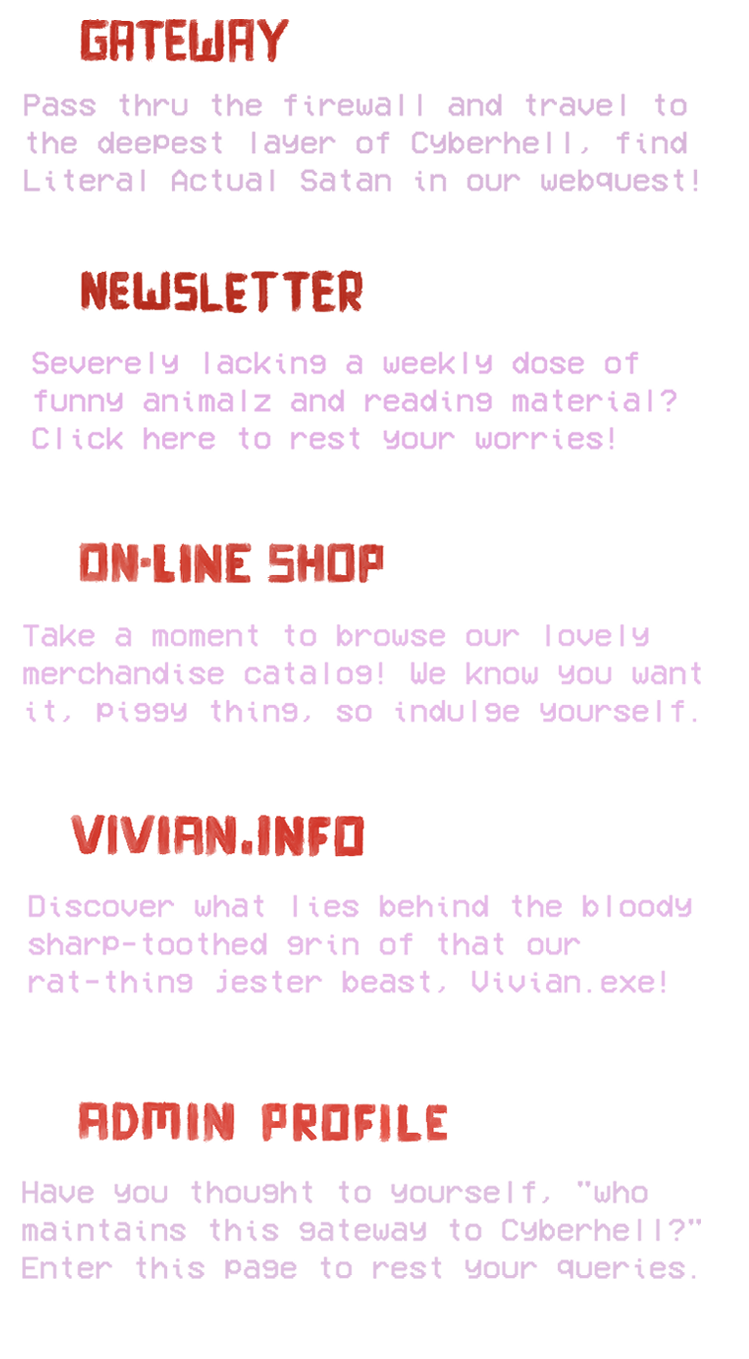 GATEWAY
Pass thru the firewall and travel to
the deepest layer of Cyberhell, find
Literal Actual Satan in our webquest!
NEWSLETTER
Severely lacking a weekly dose of
funny animalz and reading material?
Click here to rest your worries!
ON-LINE SHOP
Take a moment to browse our lovely
merchandise catalog! We know you want
it, piggy thing, so indulge yourself.
VIVIAN.INFO
Discover what lies behind the bloody
sharp-toothed grin of that our
rat-thing jester beast, Vivian.exe!
ADMIN PROFILE
Have you thought to yourself, "who
maintains this gateway to Cyberhell?"
Enter this page to rest your queries.